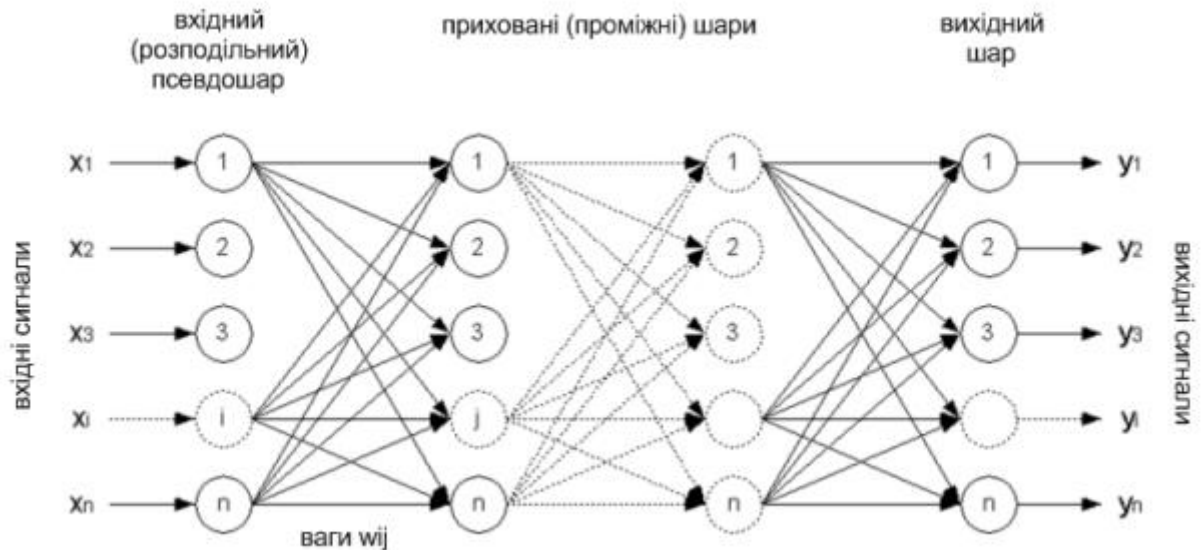 вхідний
(розподільний)
псевдошар
приховані (проміжні) шари
вихідний
шар
вхідні сигнали
x1 1 1 1 1 y1
x2 2 2 2 2 y2
x3 3 3 3 3 y3
xi i j yi
xn n n n n yn
вихідні сигнали
ваги wij